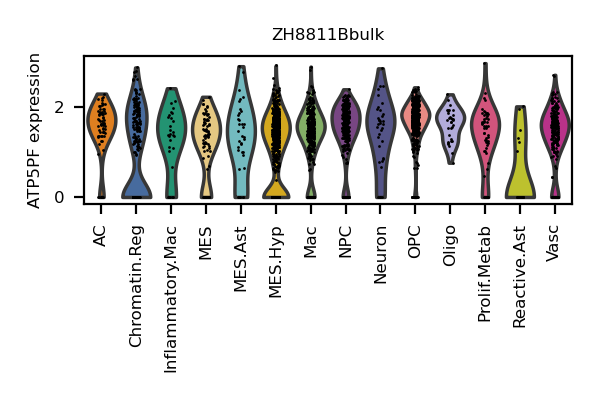 ZH8811Bbulk
ATP5PF expression
2
0
AC
Chromatin.Reg
Inflammatory.Mac
MES
MES.Ast
MES.Hyp
Mac
NPC
Neuron
OPC
Oligo
Prolif.Metab
Reactive.Ast
Vasc